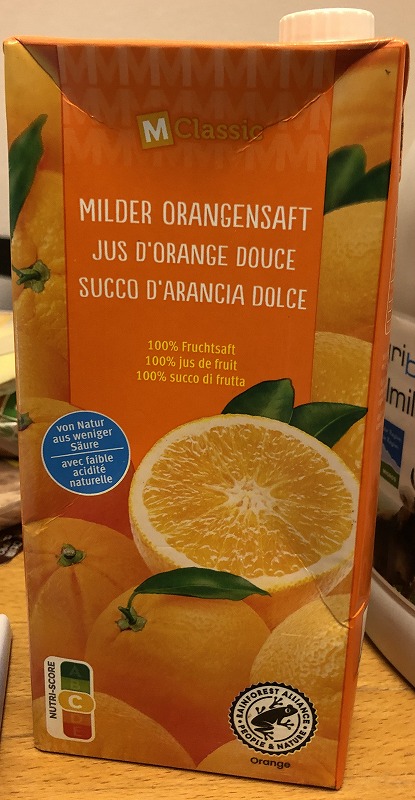 M Classic
MILDER ORANGENSAFT
JUS D'ORANGE DOUCE
SUCCO D'ARANCIA DOLCE
100% Fruchtsaft
100% jus de fruit
100% succo di frutta
von Natur
aus weniger
Säure
avec faible
acidité
naturelle
NUTRI-SCORE
A
B
C
D
E
RAINFOREST ALLIANCE
PEOPLE & NATURE
Orange